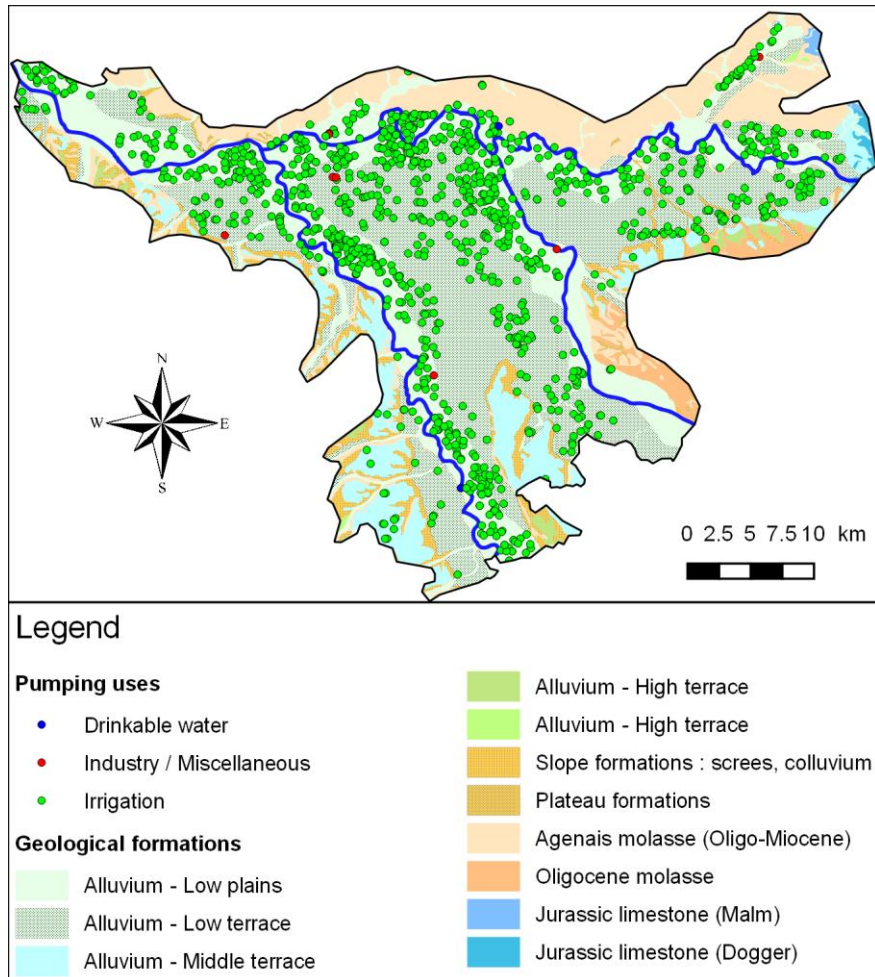 N
W E
S
0 2.5 5 7.5 10 km
Legend
Pumping uses
Drinkable water
Industry / Miscellaneous
Irrigation
Geological formations
Alluvium - Low plains
Alluvium - Low terrace
Alluvium - Middle terrace
Alluvium - High terrace
Alluvium - High terrace
Slope formations : screes, colluvium
Plateau formations
Agenais molasse (Oligo-Miocene)
Oligocene molasse
Jurassic limestone (Malm)
Jurassic limestone (Dogger)